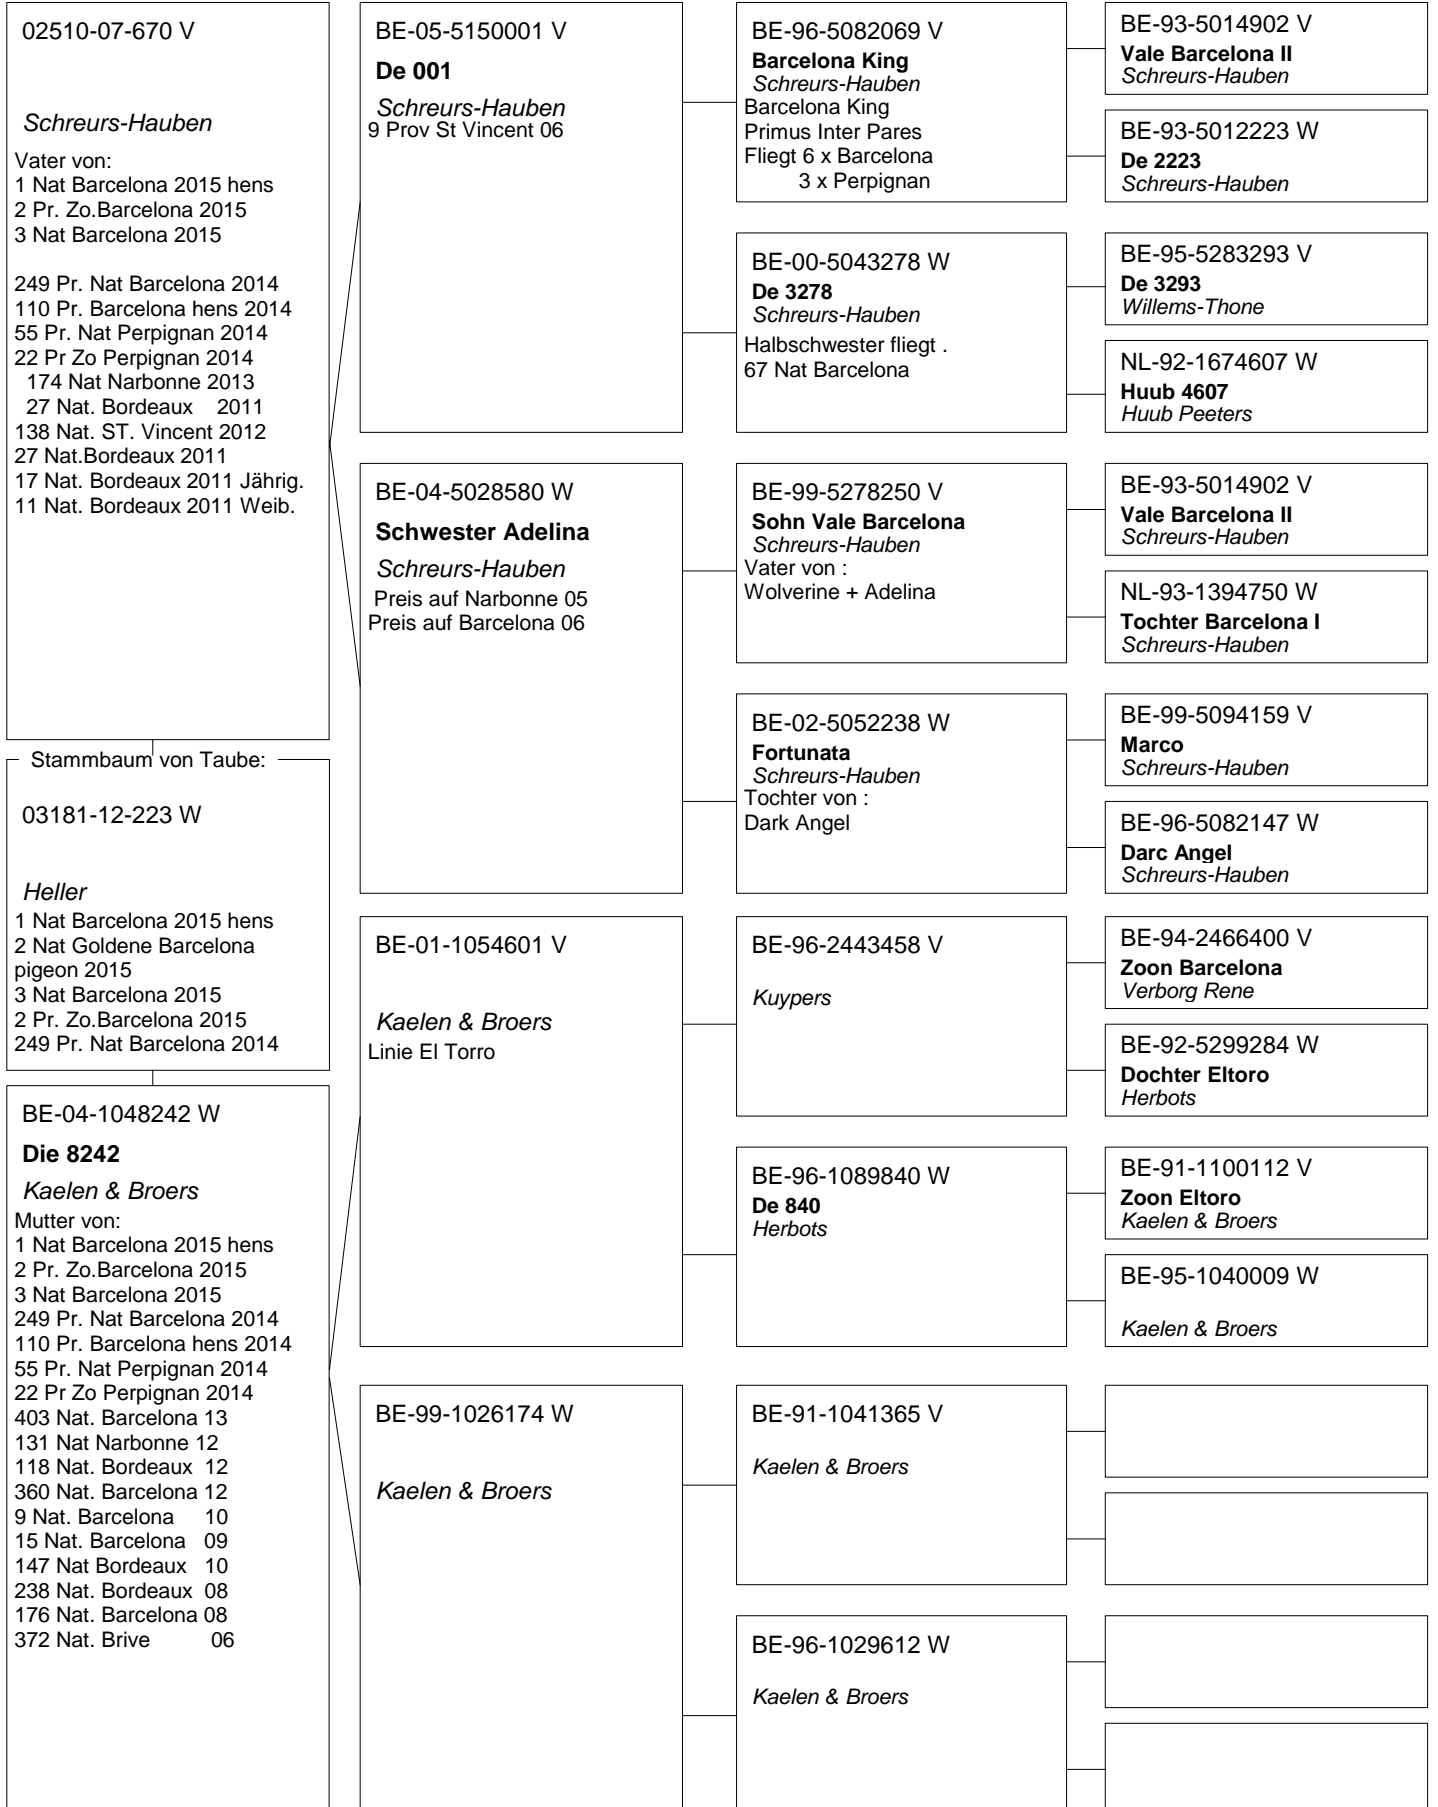 02510-07-670 V
Schreurs-Hauben
Vater von:
1 Nat Barcelona 2015 hens
2 Pr. Zo.Barcelona 2015
3 Nat Barcelona 2015
249 Pr. Nat Barcelona 2014
110 Pr. Barcelona hens 2014
55 Pr. Nat Perpignan 2014
22 Pr Zo Perpignan 2014
174 Nat Narbonne 2013
27 Nat. Bordeaux 2011
138 Nat. ST. Vincent 2012
27 Nat.Bordeaux 2011
17 Nat. Bordeaux 2011 Jährig.
11 Nat. Bordeaux 2011 Weib.
Stammbaum von Taube:
03181-12-223 W
Heller
1 Nat Barcelona 2015 hens
2 Nat Goldene Barcelona
pigeon 2015
3 Nat Barcelona 2015
2 Pr. Zo.Barcelona 2015
249 Pr. Nat Barcelona 2014
BE-04-1048242 W
Die 8242
Kaelen & Broers
Mutter von:
1 Nat Barcelona 2015 hens
2 Pr. Zo.Barcelona 2015
3 Nat Barcelona 2015
249 Pr. Nat Barcelona 2014
110 Pr. Barcelona hens 2014
55 Pr. Nat Perpignan 2014
22 Pr Zo Perpignan 2014
403 Nat. Barcelona 13
131 Nat Narbonne 12
118 Nat. Bordeaux 12
360 Nat. Barcelona 12
9 Nat. Barcelona 10
15 Nat. Barcelona 09
147 Nat Bordeaux 10
238 Nat. Bordeaux 08
176 Nat. Barcelona 08
372 Nat. Brive 06
BE-05-5150001 V
De 001
Schreurs-Hauben
9 Prov St Vincent 06
BE-04-5028580 W
Schwester Adelina
Schreurs-Hauben
Preis auf Narbonne 05
Preis auf Barcelona 06
BE-01-1054601 V
Kaelen & Broers
Linie El Torro
BE-99-1026174 W
Kaelen & Broers
BE-96-5082069 V
Barcelona King
Schreurs-Hauben
Barcelona King
Primus Inter Pares
Fliegt 6 x Barcelona
3 x Perpignan
BE-00-5043278 W
De 3278
Schreurs-Hauben
Halbschwester fliegt .
67 Nat Barcelona
BE-99-5278250 V
Sohn Vale Barcelona
Schreurs-Hauben
Vater von :
Wolverine + Adelina
BE-02-5052238 W
Fortunata
Schreurs-Hauben
Tochter von :
Dark Angel
BE-96-2443458 V
Kuypers
BE-96-1089840 W
De 840
Herbots
BE-91-1041365 V
Kaelen & Broers
BE-96-1029612 W
Kaelen & Broers
BE-93-5014902 V
Vale Barcelona II
Schreurs-Hauben
BE-93-5012223 W
De 2223
Schreurs-Hauben
BE-95-5283293 V
De 3293
Willems-Thone
NL-92-1674607 W
Huub 4607
Huub Peeters
BE-93-5014902 V
Vale Barcelona II
Schreurs-Hauben
NL-93-1394750 W
Tochter Barcelona I
Schreurs-Hauben
BE-99-5094159 V
Marco
Schreurs-Hauben
BE-96-5082147 W
Darc Angel
Schreurs-Hauben
BE-94-2466400 V
Zoon Barcelona
Verborg Rene
BE-92-5299284 W
Dochter Eltoro
Herbots
BE-91-1100112 V
Zoon Eltoro
Kaelen & Broers
BE-95-1040009 W
Kaelen & Broers